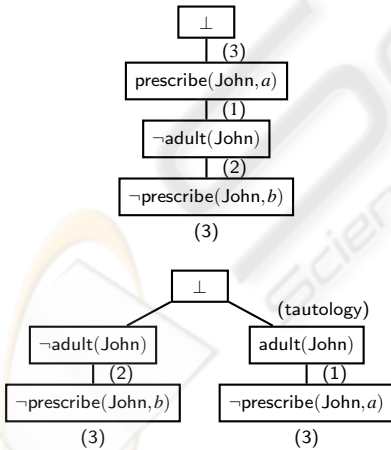 ⊥
(3)
prescribe(John,a)
(1)
¬adult(John)
(2)
¬prescribe(John,b)
(3)
⊥
(tautology)
¬adult(John) adult(John)
(2) (1)
¬prescribe(John,b) ¬prescribe(John,a)
(3) (3)